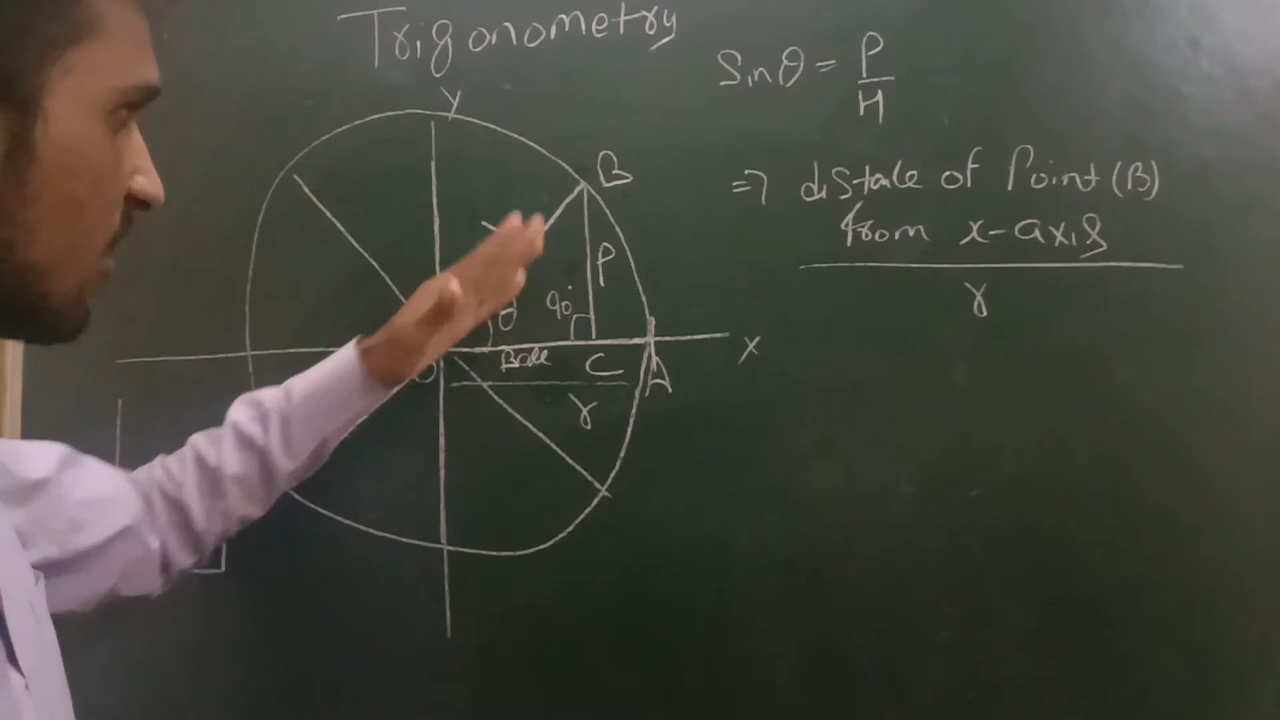 Trigonometry
Sinθ = P/H
⇒ distale of Point (B)
from x-axis
r
Y
B
P
90°
θ
Base
C
A
O
r
X